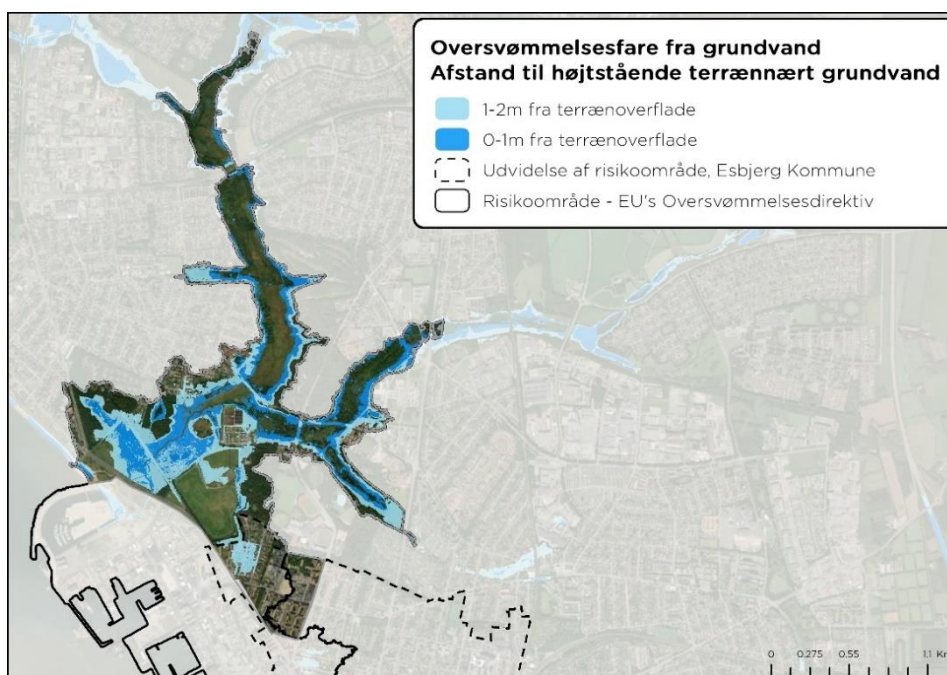 Oversvømmelsesfare fra grundvand
Afstand til højtstående terrænnært grundvand
1-2m fra terrænoverflade
0-1m fra terrænoverflade
Udvidelse af risikoområde, Esbjerg Kommune
Risikoområde - EU's Oversvømmelsesdirektiv
0 0.275 0.55 1.1 Km